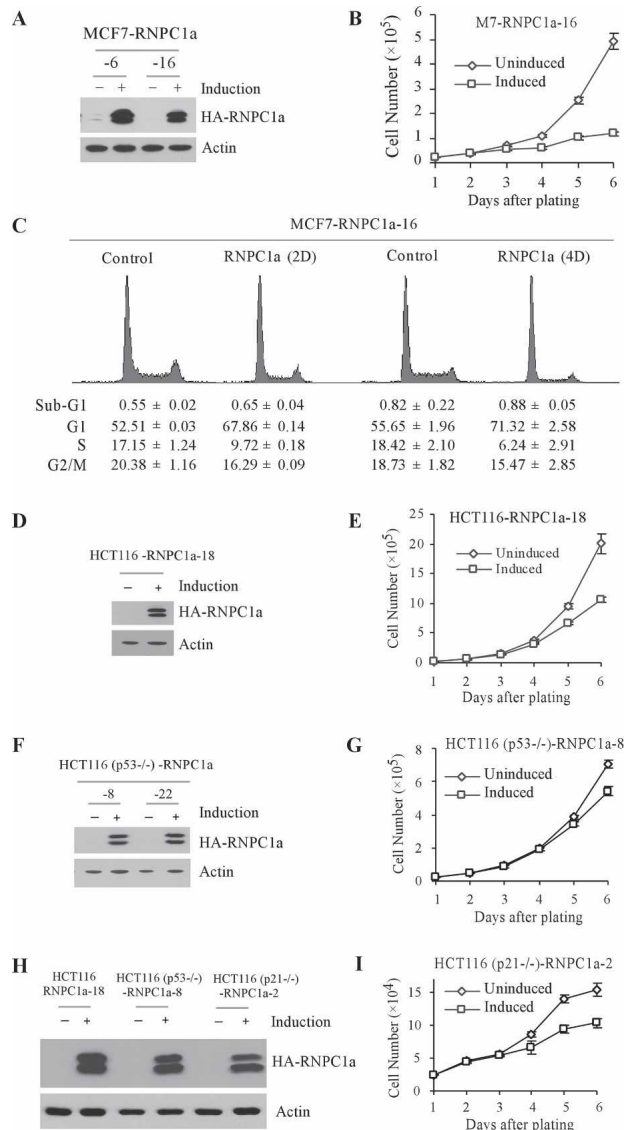 A
MCF7-RNPC1a
-6 -16
− + − + Induction
HA-RNPC1a
Actin
B
M7-RNPC1a-16
Cell Number (×10⁵)
6
5
4
3
2
1
0
Uninduced
Induced
1 2 3 4 5 6
Days after plating
C
MCF7-RNPC1a-16
Control RNPC1a (2D) Control RNPC1a (4D)
Sub-G1 0.55 ± 0.02 0.65 ± 0.04 0.82 ± 0.22 0.88 ± 0.05
G1 52.51 ± 0.03 67.86 ± 0.14 55.65 ± 1.96 71.32 ± 2.58
S 17.15 ± 1.24 9.72 ± 0.18 18.42 ± 2.10 6.24 ± 2.91
G2/M 20.38 ± 1.16 16.29 ± 0.09 18.73 ± 1.82 15.47 ± 2.85
D
HCT116 -RNPC1a-18
− + Induction
HA-RNPC1a
Actin
E
HCT116-RNPC1a-18
Cell Number (×10⁵)
25
20
15
10
5
0
Uninduced
Induced
1 2 3 4 5 6
Days after plating
F
HCT116 (p53-/-) -RNPC1a
-8 -22
− + − + Induction
HA-RNPC1a
Actin
G
HCT116 (p53-/-)-RNPC1a-8
Cell Number (×10⁵)
8
6
4
2
0
Uninduced
Induced
1 2 3 4 5 6
Days after plating
H
HCT116 HCT116 (p53-/-) HCT116 (p21-/-)
RNPC1a-18 -RNPC1a-8 -RNPC1a-2
− + − + − + Induction
HA-RNPC1a
Actin
I
HCT116 (p21-/-)-RNPC1a-2
Cell Number (×10⁴)
20
15
10
5
0
Uninduced
Induced
1 2 3 4 5 6
Days after plating